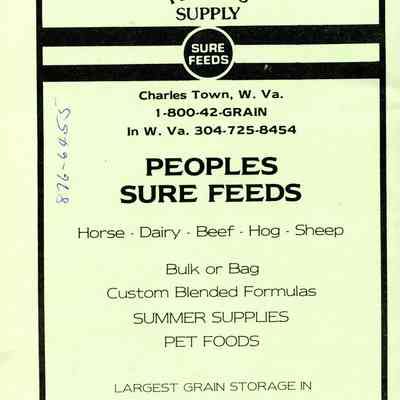 SUPPLY
SURE
FEEDS
Charles Town, W. Va.
1-800-42-GRAIN
In W. Va. 304-725-8454
PEOPLES
SURE FEEDS
Horse - Dairy - Beef - Hog - Sheep
Bulk or Bag
Custom Blended Formulas
SUMMER SUPPLIES
PET FOODS
LARGEST GRAIN STORAGE IN
876-6455